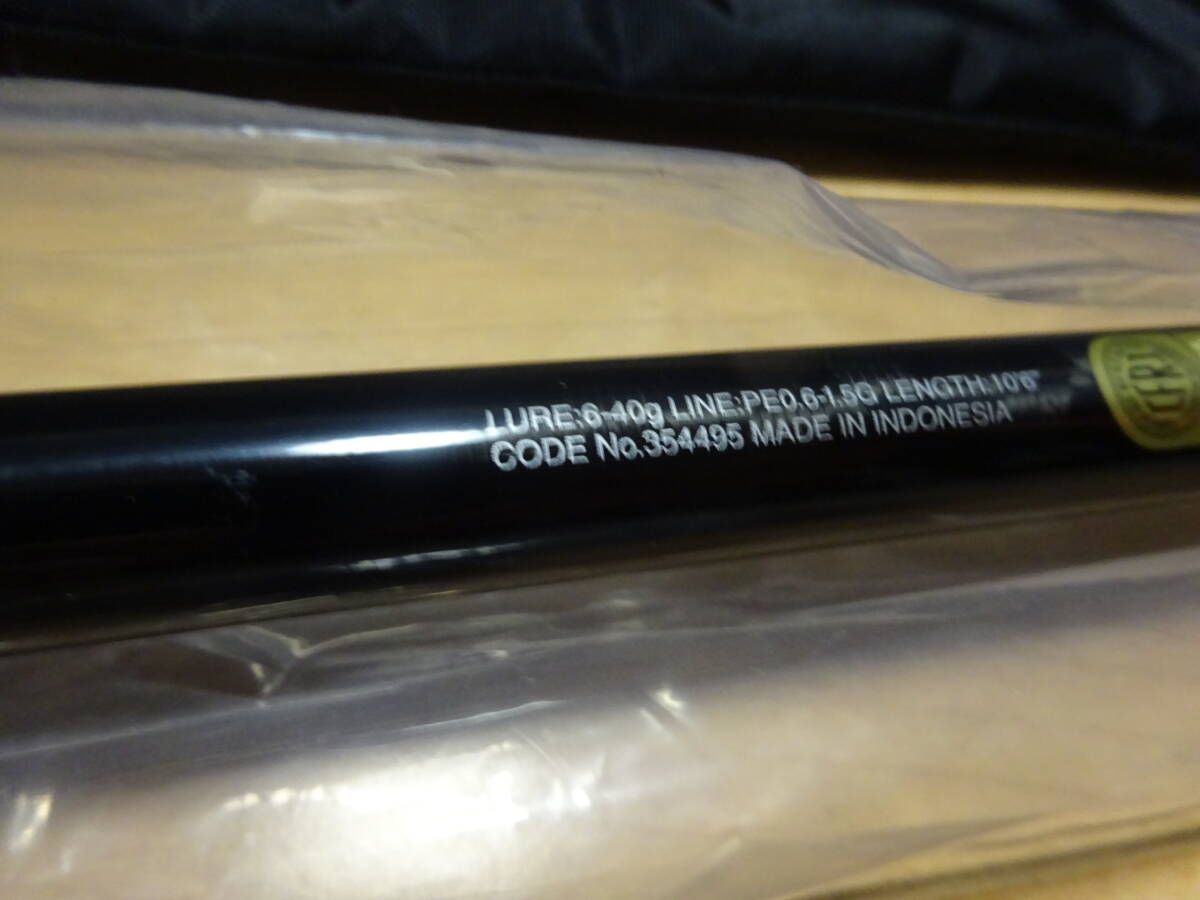 LURE:6-40g LINE:PE0.6-1.5G LENGTH:10'6"
CODE No.354495 MADE IN INDONESIA